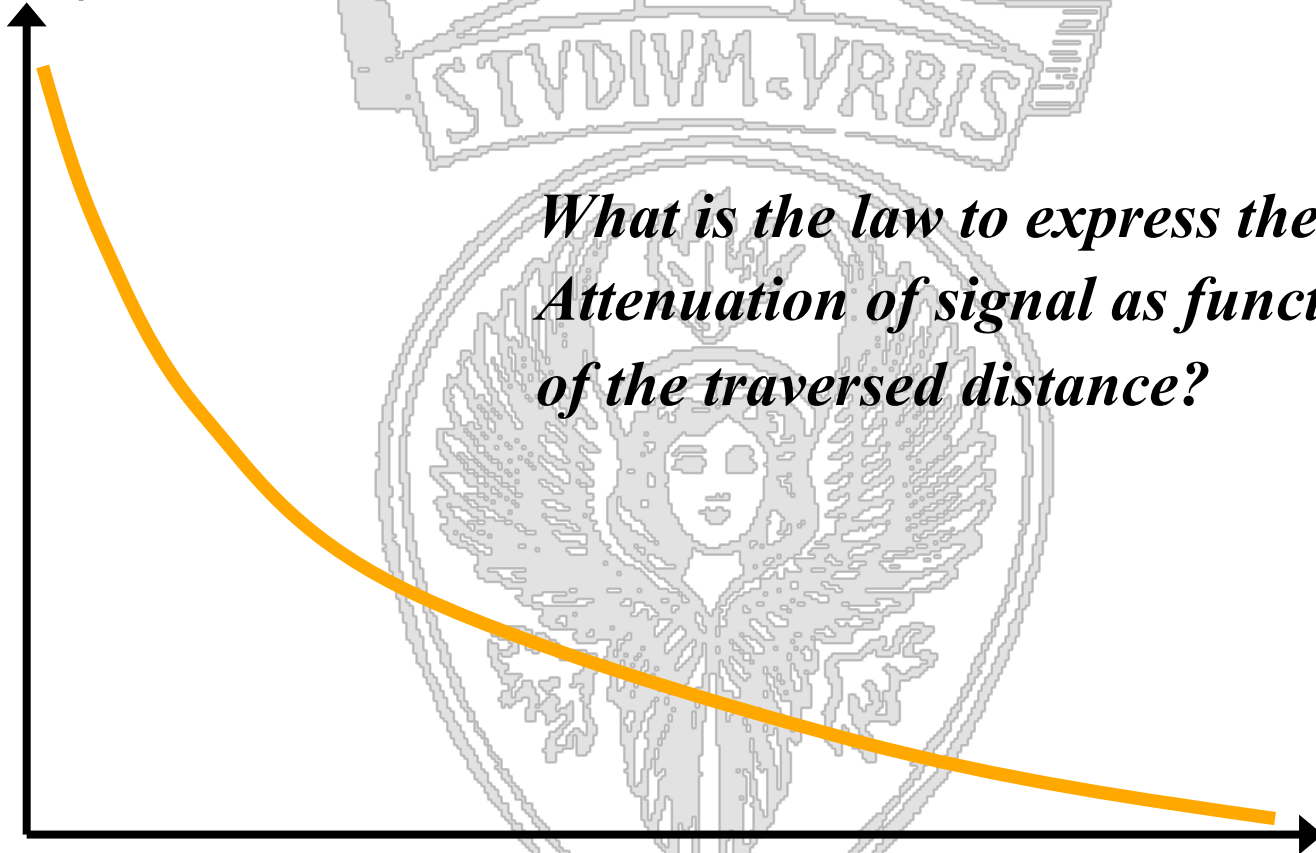 STVDIVM VRBIS
What is the law to express the
Attenuation of signal as funct
of the traversed distance?